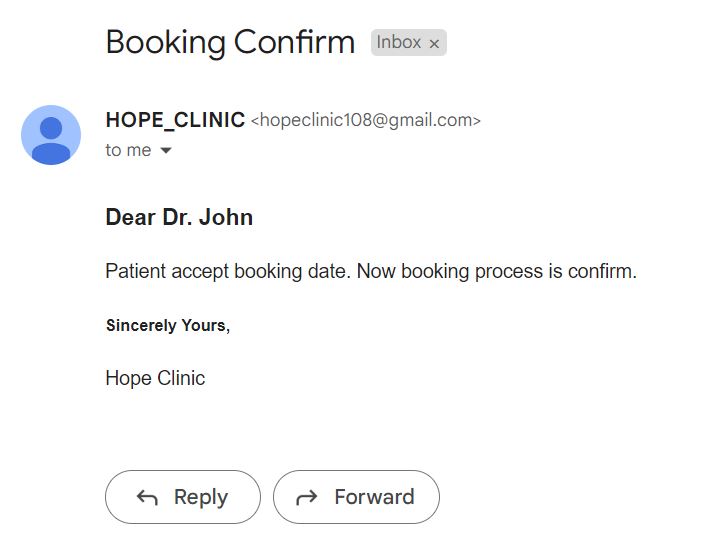 Booking Confirm Inbox ×
HOPE_CLINIC <hopeclinic108@gmail.com>
to me
Dear Dr. John
Patient accept booking date. Now booking process is confirm.
Sincerely Yours,
Hope Clinic
Reply Forward